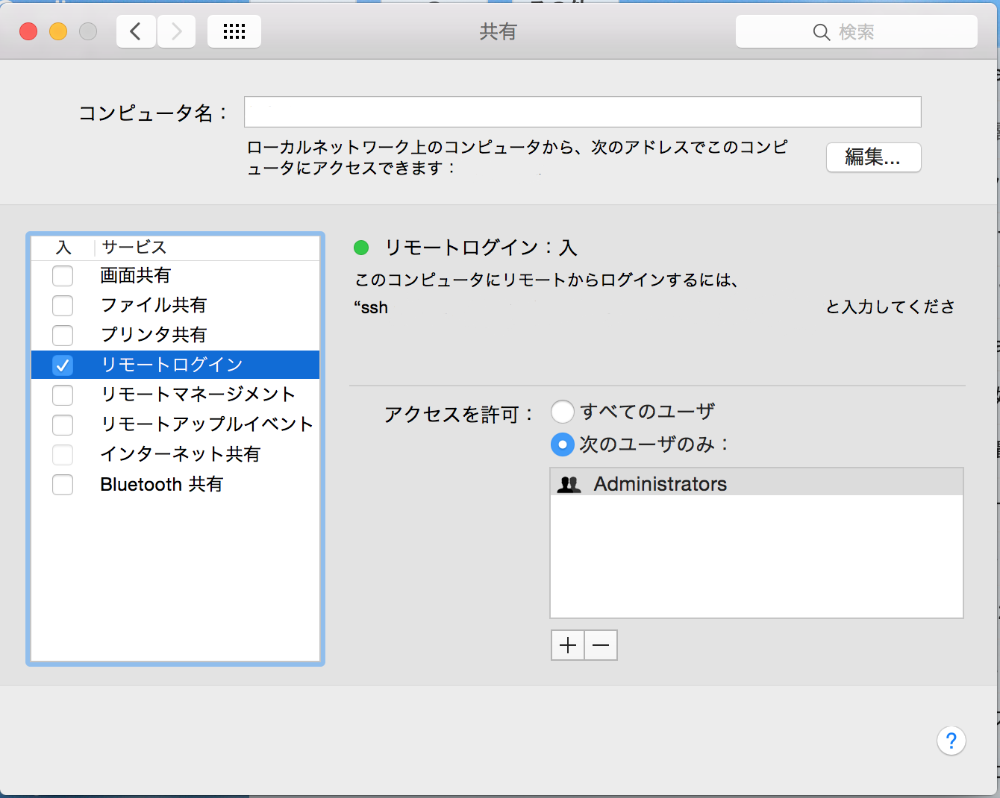 共有
検索
コンピュータ名：
ローカルネットワーク上のコンピュータから、次のアドレスでこのコンピ
ュータにアクセスできます：
編集...
入 サービス
画面共有
ファイル共有
プリンタ共有
リモートログイン
リモートマネージメント
リモートアップルイベント
インターネット共有
Bluetooth 共有
リモートログイン：入
このコンピュータにリモートからログインするには、
“ssh と入力してくださ
アクセスを許可：
すべてのユーザ
次のユーザのみ：
Administrators
?